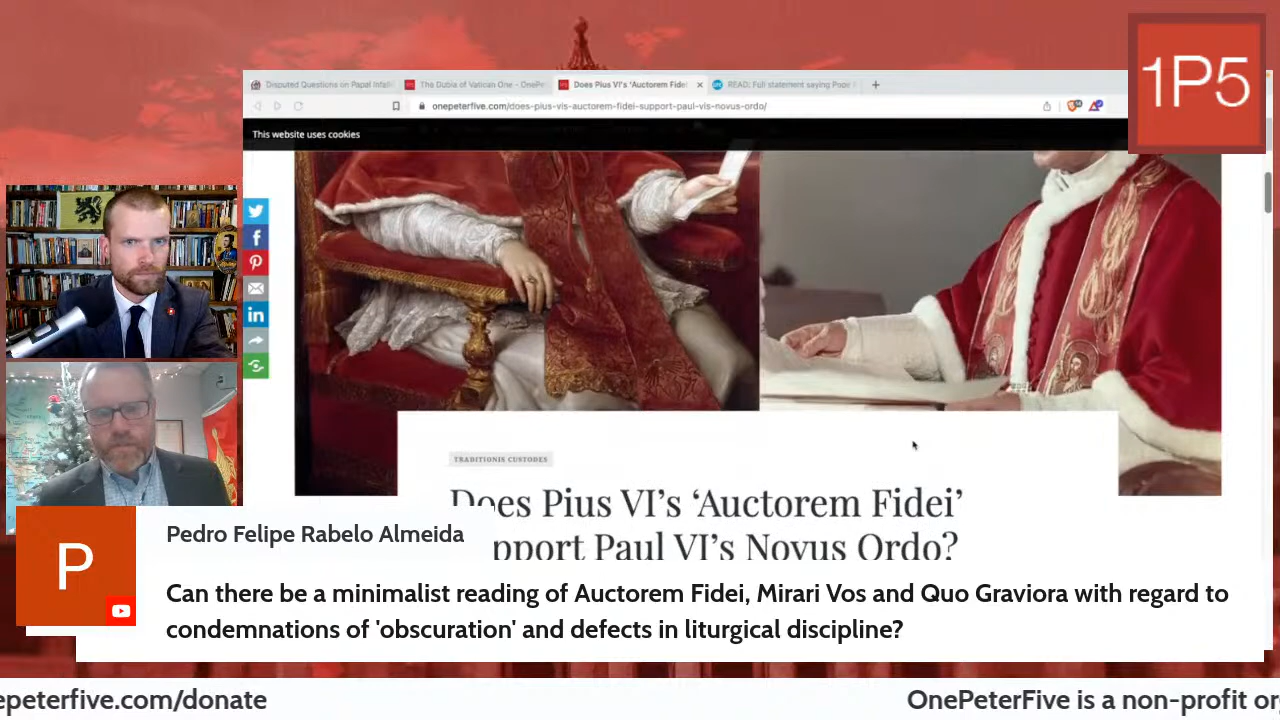 1P5
Disputed Questions on Papal Infalli
The Dubia of Vatican One - OnePe
Does Pius VI's 'Auctorem Fidei'
READ: Full statement saying Pope
onepeterfive.com/does-pius-vis-auctorem-fidei-support-paul-vis-novus-ordo/
This website uses cookies
TRADITIONIS CUSTODES
Does Pius VI's 'Auctorem Fidei'
pport Paul VI's Novus Ordo?
P
Pedro Felipe Rabelo Almeida
Can there be a minimalist reading of Auctorem Fidei, Mirari Vos and Quo Graviora with regard to
condemnations of 'obscuration' and defects in liturgical discipline?
epeterfive.com/donate
OnePeterFive is a non-profit or